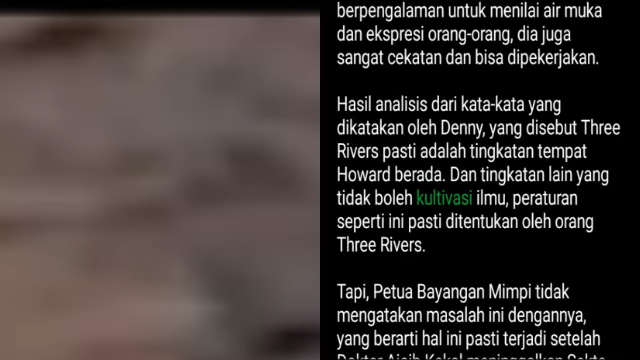 berpengalaman untuk menilai air muka
dan ekspresi orang-orang, dia juga
sangat cekatan dan bisa dipekerjakan.
Hasil analisis dari kata-kata yang
dikatakan oleh Denny, yang disebut Three
Rivers pasti adalah tingkatan tempat
Howard berada. Dan tingkatan lain yang
tidak boleh kultivasi ilmu, peraturan
seperti ini pasti ditentukan oleh orang
Three Rivers.
Tapi, Petua Bayangan Mimpi tidak
mengatakan masalah ini dengannya,
yang berarti hal ini pasti terjadi setelah